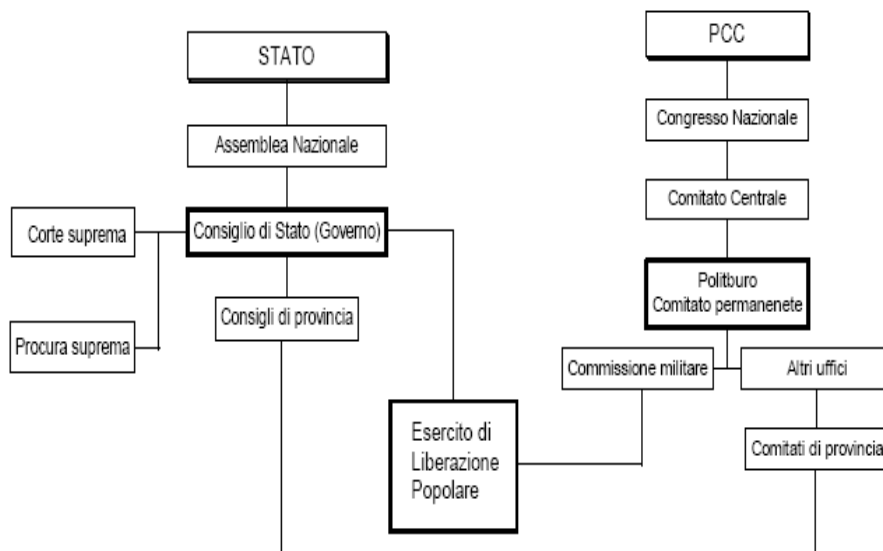 STATO
PCC
Assemblea Nazionale
Congresso Nazionale
Comitato Centrale
Corte suprema
Consiglio di Stato (Governo)
Politburo
Comitato permanenete
Consigli di provincia
Procura suprema
Commissione militare
Altri uffici
Esercito di
Liberazione
Popolare
Comitati di provincia